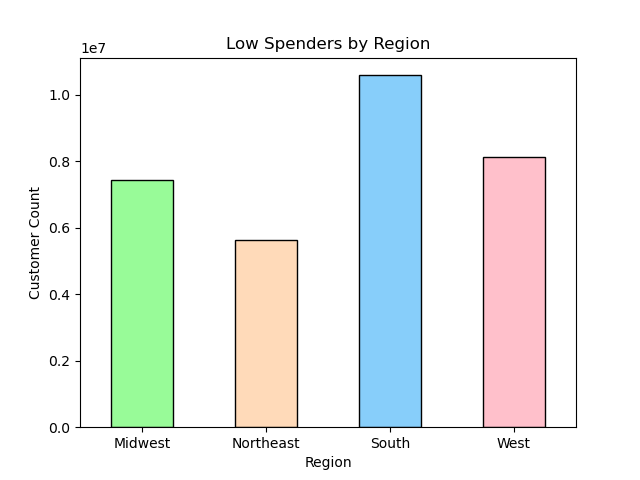 Low Spenders by Region
1e7
1.0
0.8
0.6
0.4
0.2
0.0
Customer Count
Midwest Northeast South West
Region